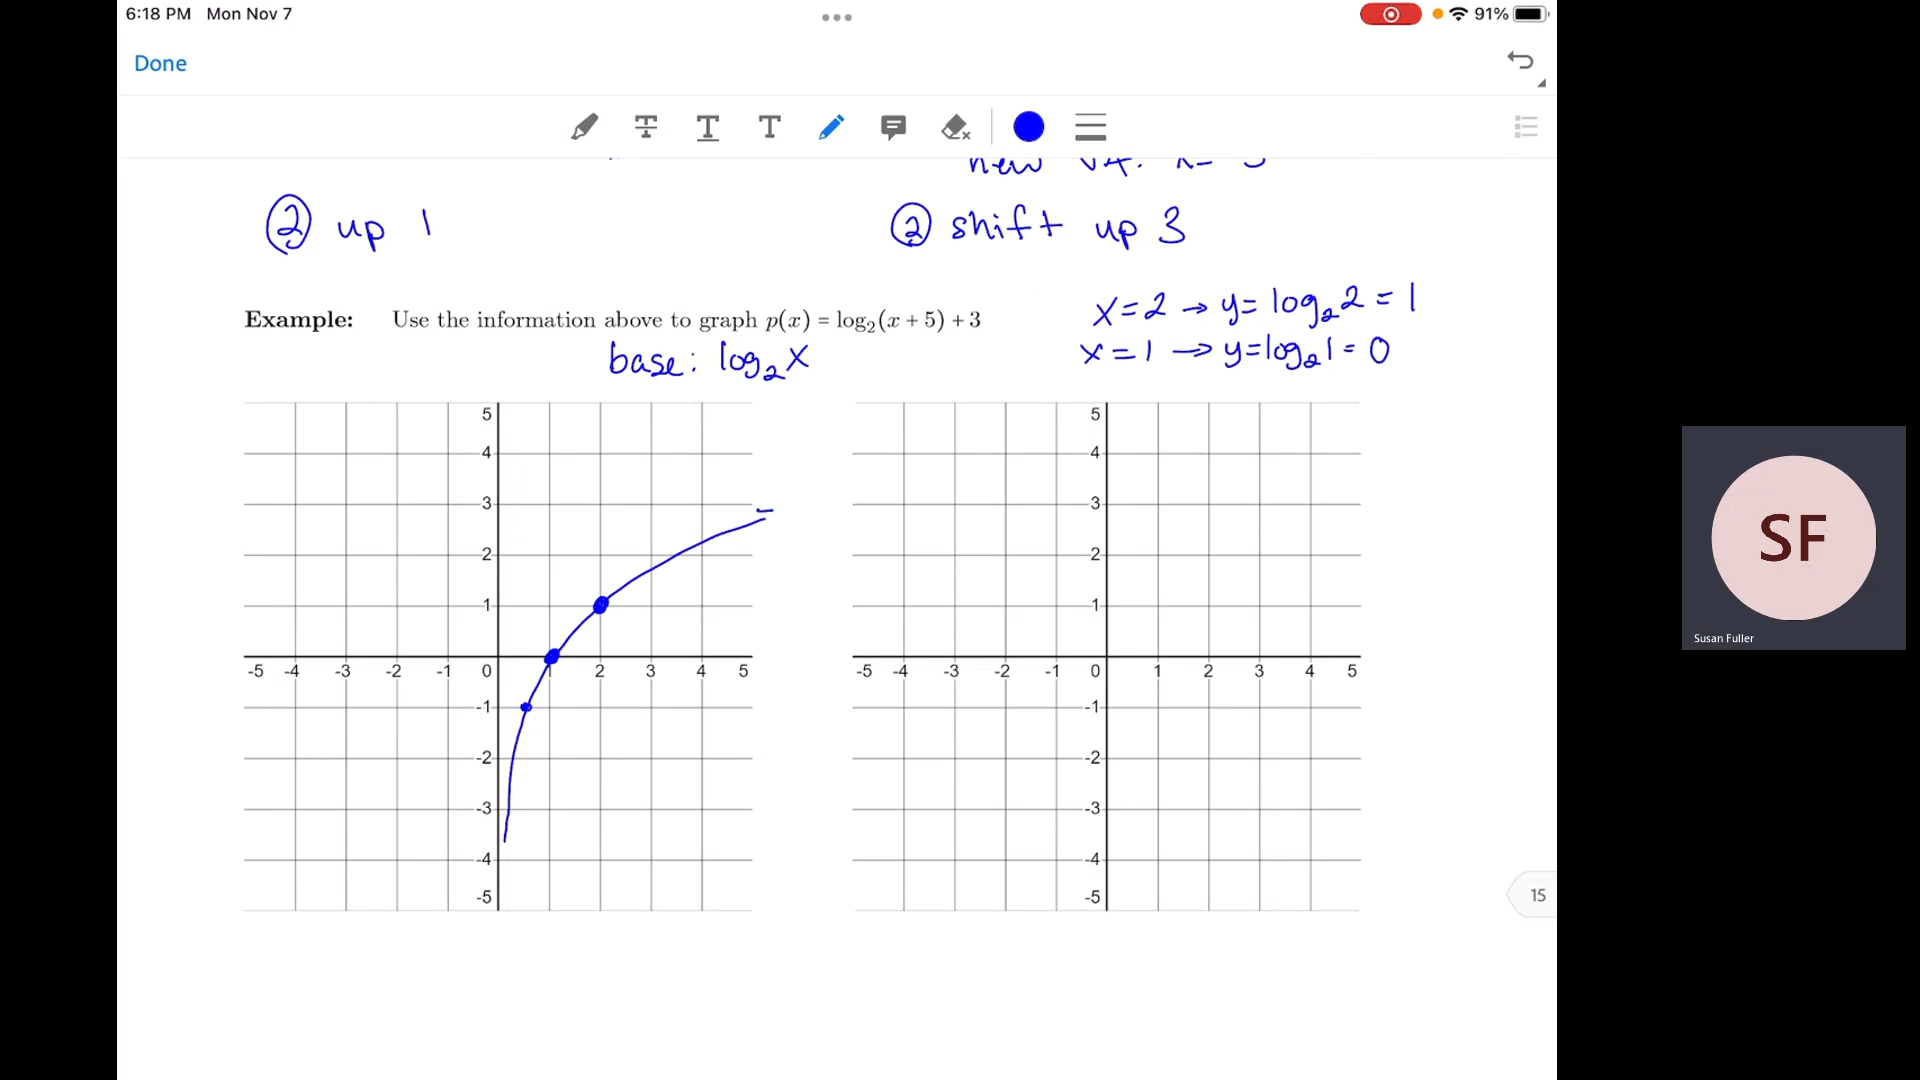 6:18 PM Mon Nov 7
91%
Done
new VA: x=
② up 1
② shift up 3
x=2 → y= log₂2 = 1
Example: Use the information above to graph p(x) = log₂(x + 5) + 3
x=1 → y=log₂1= 0
base: log₂x
5
4
3
2
1
-5 -4 -3 -2 -1 0 2 3 4 5
-1
-2
-3
-4
-5
5
4
3
2
1
-5 -4 -3 -2 -1 0 1 2 3 4 5
-1
-2
-3
-4
-5
15
SF
Susan Fuller